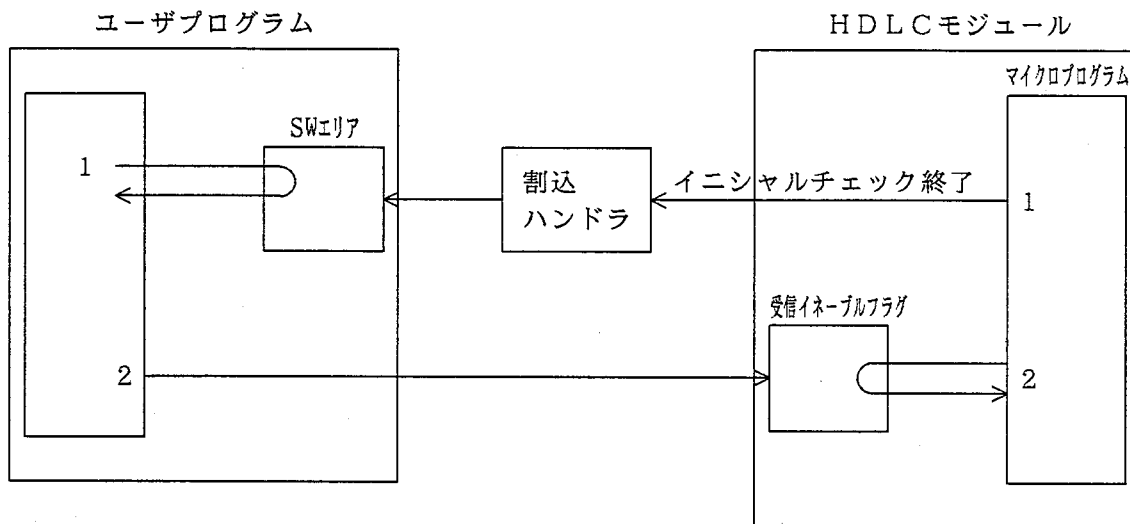 ユーザプログラム
HDLCモジュール
マイクロプログラム
SWエリア
1
割込
ハンドラ
イニシャルチェック終了
1
受信イネーブルフラグ
2
2